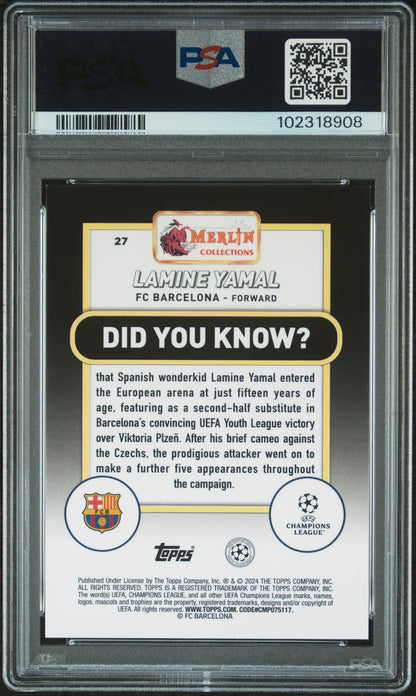 PSA
PSA
102318908
27
MERLIN
COLLECTIONS
LAMINE YAMAL
FC BARCELONA - FORWARD
DID YOU KNOW?
that Spanish wonderkid Lamine Yamal entered
the European arena at just fifteen years of
age, featuring as a second-half substitute in
Barcelona's convincing UEFA Youth League victory
over Viktoria Plzeň. After his brief cameo against
the Czechs, the prodigious attacker went on to
make a further five appearances throughout
the campaign.
FCB
UEFA
CHAMPIONS
LEAGUE
Topps
Published Under License by The Topps Company, Inc. ® & © 2024 THE TOPPS COMPANY, INC.
ALL RIGHTS RESERVED. TOPPS IS A REGISTERED TRADEMARK OF THE TOPPS COMPANY, INC.
The word(s) UEFA, CHAMPIONS LEAGUE, and all other UEFA Champions League marks, names,
logos, mascots and trophies are the property, registered trademarks, designs and/or copyright of
UEFA. All rights reserved. WWW.TOPPS.COM. CODE#CMP075117.
© FC BARCELONA